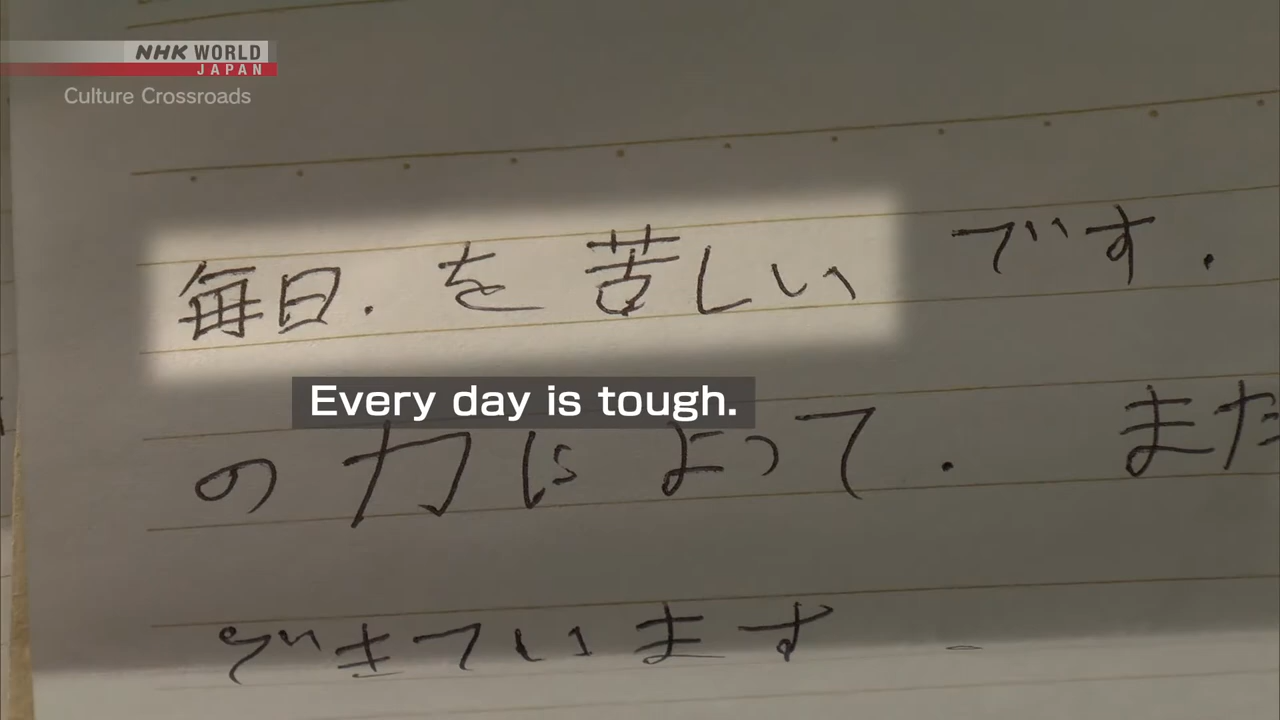 NHK WORLD
JAPAN
Culture Crossroads
毎日.を苦しいです.
Every day is tough.
の力によって.また
できています